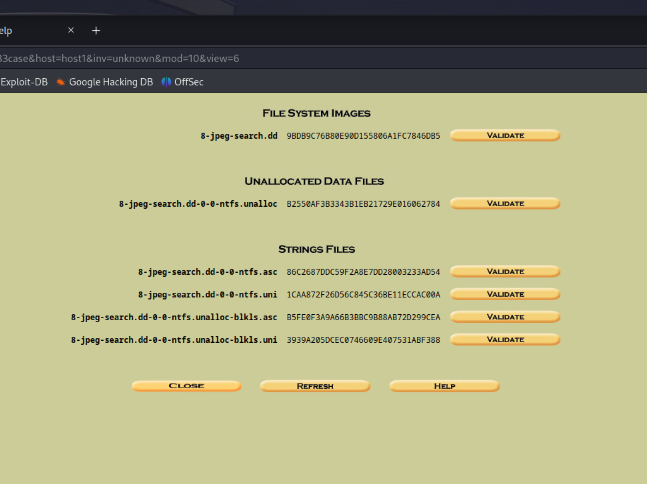 elp × +
3case&host=host1&inv=unknown&mod=10&view=6
Exploit-DB Google Hacking DB OffSec
File System Images
8-jpeg-search.dd 9BDB9C76B80E90D155806A1FC7846DB5 Validate
Unallocated Data Files
8-jpeg-search.dd-0-0-ntfs.unalloc B2550AF3B3343B1EB21729E016062784 Validate
Strings Files
8-jpeg-search.dd-0-0-ntfs.asc 86C2687DDC59F2A8E7DD28003233AD54 Validate
8-jpeg-search.dd-0-0-ntfs.uni 1CAA872F26D56C845C36BE11ECCAC00A Validate
8-jpeg-search.dd-0-0-ntfs.unalloc-blkls.asc B5FE0F3A9A66B3BBC9B88AB72D299CEA Validate
8-jpeg-search.dd-0-0-ntfs.unalloc-blkls.uni 3939A205DCEC0746609E407531ABF388 Validate
Close Refresh Help